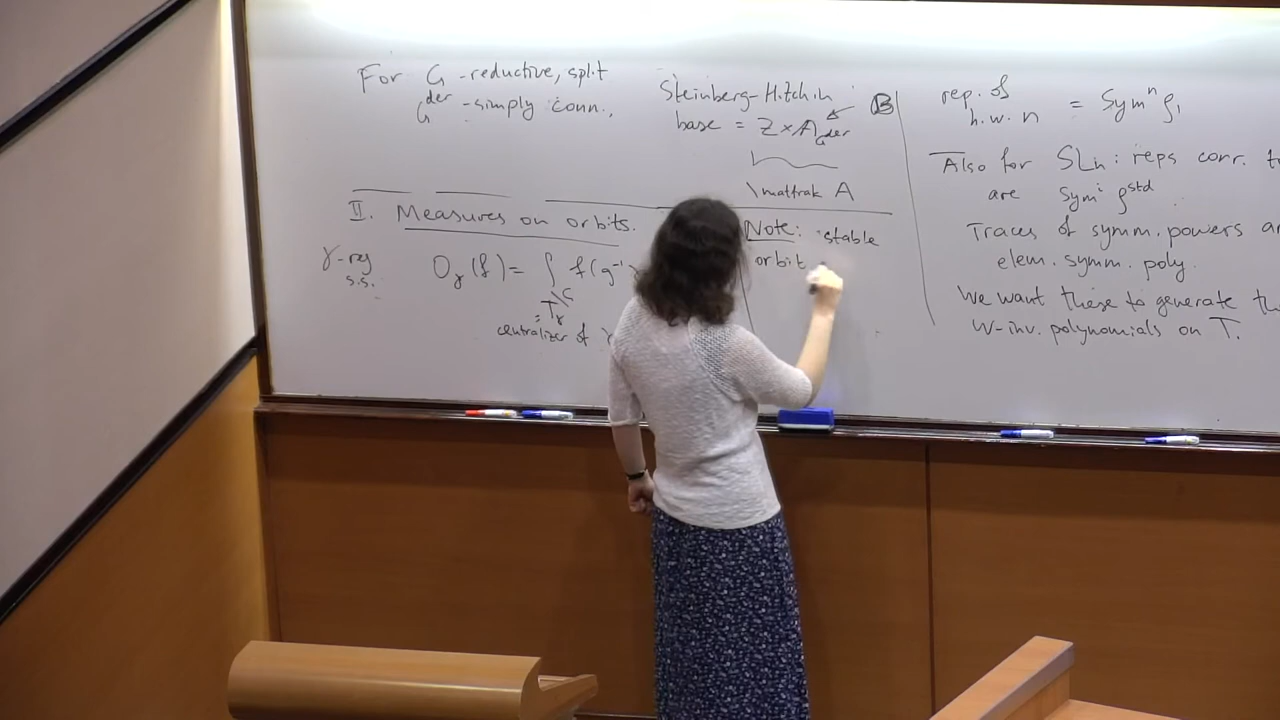 For G - reductive, split
G^der - simply conn.,
Steinberg-Hitchin
base = Z × A_G^der
B
\mathfrak A
II. Measures on orbits.
γ-reg
s.s.
O_γ(f) = ∫ f(g^-1
T_γ\G
= centralizer of γ
Note: stable
orbit
rep. of
h.w. n = Sym^n ρ_1
Also for SL_n: reps corr. t
are Sym^i ρ^std.
Traces of symm. powers a
elem. symm. poly.
We want these to generate th
W-inv. polynomials on T.